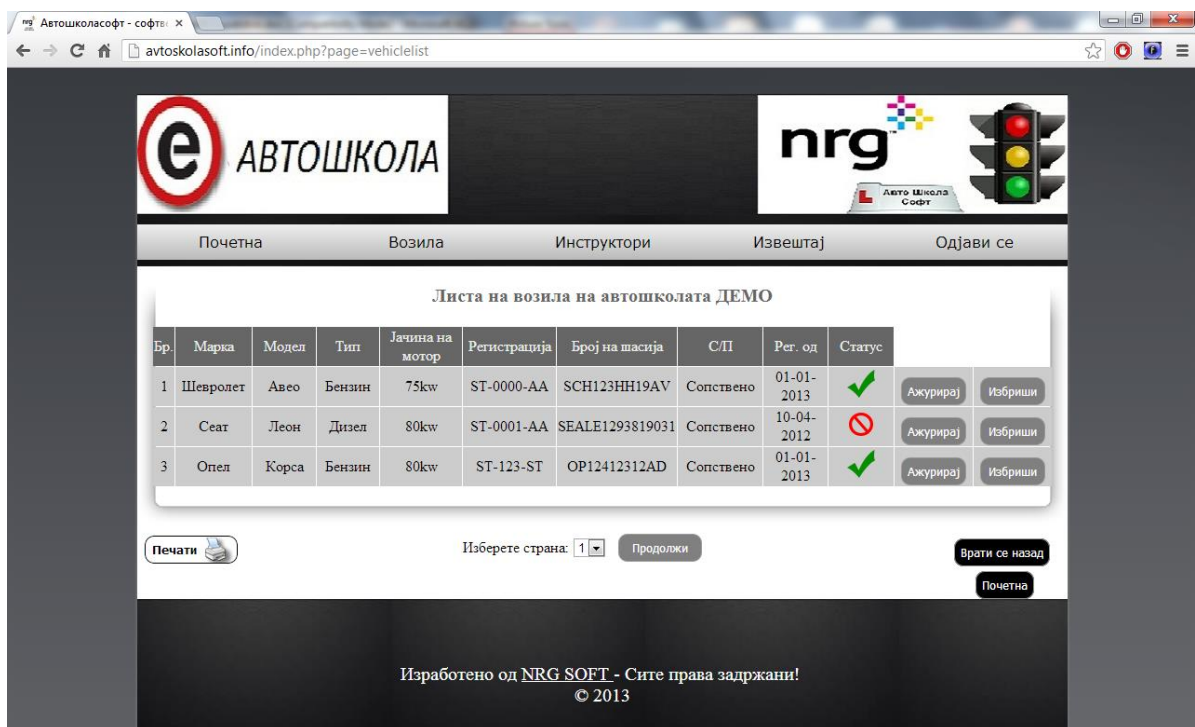 Автошколасофт - софтв
avtoskolasoft.info/index.php?page=vehiclelist
e АВТОШКОЛА
nrg
Авто Школа
Софт
Почетна Возила Инструктори Извештај Одјави се
Листа на возила на автошколата ДЕМО
Бр. Марка Модел Тип Јачина на мотор Регистрација Број на шасија С/П Рег. од Статус
1 Шевролет Авео Бензин 75kw ST-0000-AA SCH123HH19AV Сопствено 01-01-2013 Ажурирај Избриши
2 Сеат Леон Дизел 80kw ST-0001-AA SEALE1293819031 Сопствено 10-04-2012 Ажурирај Избриши
3 Опел Корса Бензин 80kw ST-123-ST OP12412312AD Сопствено 01-01-2013 Ажурирај Избриши
Печати Изберете страна: 1 Продолжи Врати се назад
Почетна
Изработено од NRG SOFT - Сите права задржани!
© 2013